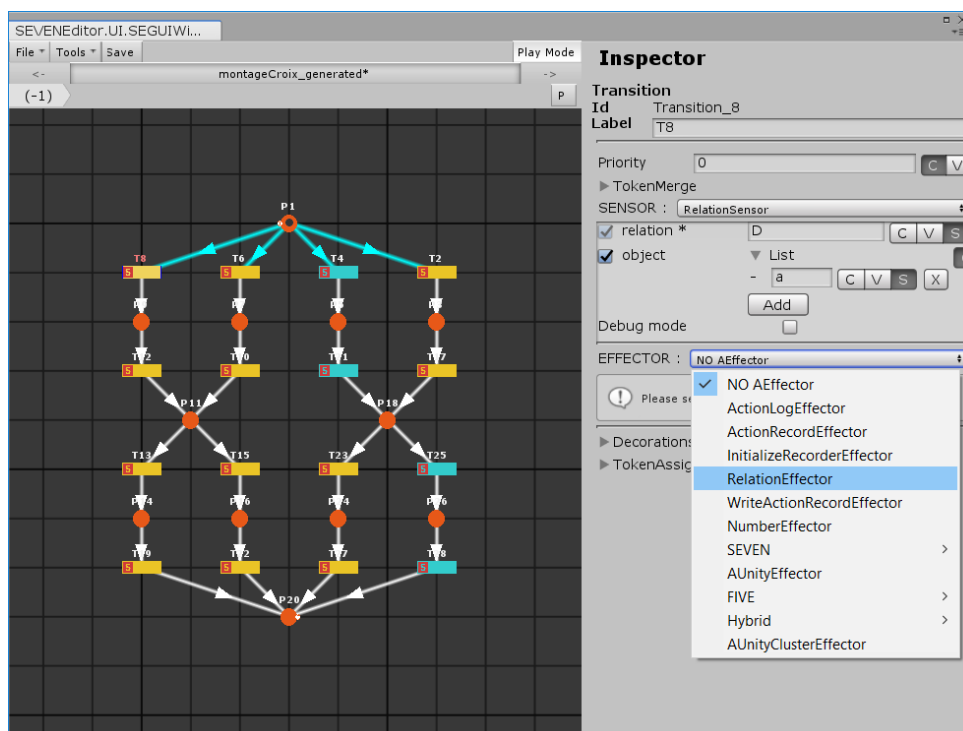 SEVENEditor.UI.SEGUIWi...
File Tools Save Play Mode
<- montageCroix_generated* ->
(-1) P
P1
T8 T6 T4 T2
P11 P18
T13 T15 T23 T25
P20
Inspector
Transition
Id Transition_8
Label T8
Priority 0 C V
TokenMerge
SENSOR : RelationSensor
relation * D C V S
object List
- a C V S X
Add
Debug mode
EFFECTOR : NO AEffector
Please se
Decorations
TokenAssig
NO AEffector
ActionLogEffector
ActionRecordEffector
InitializeRecorderEffector
RelationEffector
WriteActionRecordEffector
NumberEffector
SEVEN
AUnityEffector
FIVE
Hybrid
AUnityClusterEffector